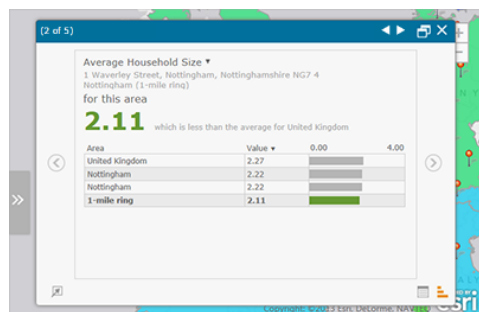 (2 of 5)
Average Household Size
1 Waverley Street, Nottingham, Nottinghamshire NG7 4
Nottingham (1-mile ring)
for this area
2.11 which is less than the average for United Kingdom
Area Value 0.00 4.00
United Kingdom 2.27
Nottingham 2.22
Nottingham 2.22
1-mile ring 2.11
Copyright: © 2013 Esri, DeLorme, NAVTEQ
esri